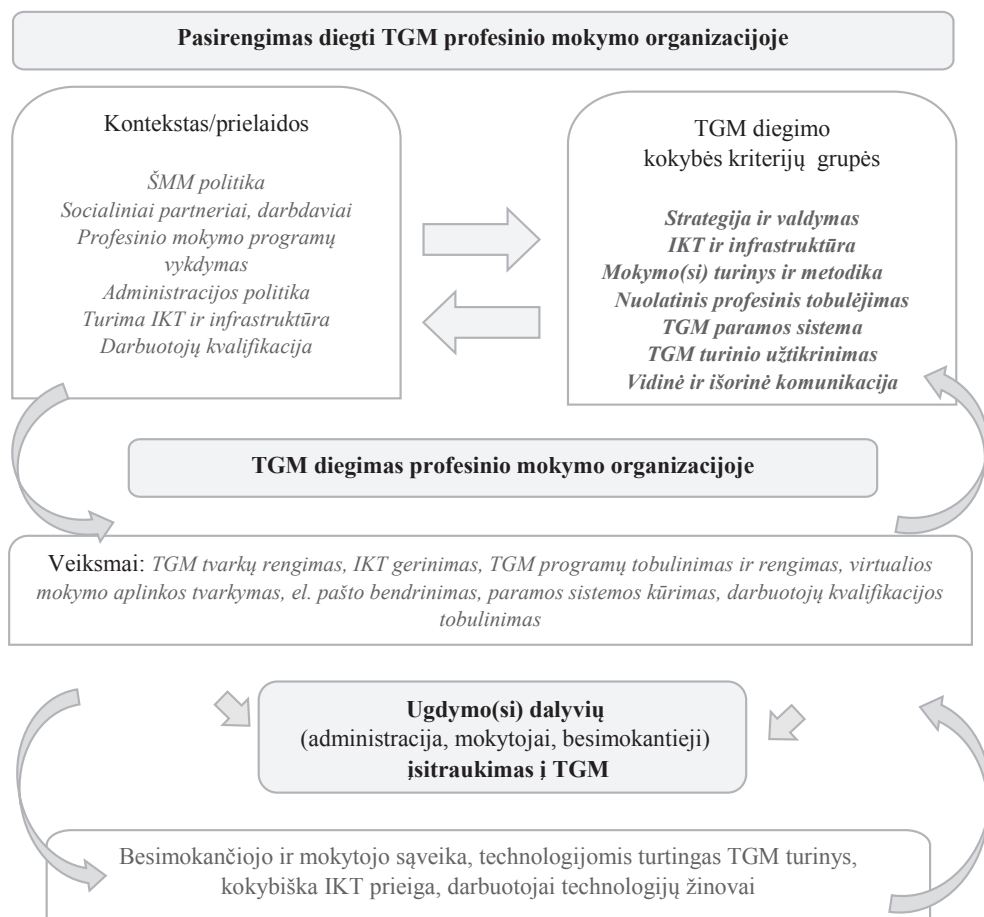 Pasirengimas diegti TGM profesinio mokymo organizacijoje
Kontekstas/prielaidos
ŠMM politika
Socialiniai partneriai, darbdaviai
Profesinio mokymo programų
vykdymas
Administracijos politika
Turima IKT ir infrastruktūra
Darbuotojų kvalifikacija
TGM diegimo
kokybės kriterijų grupės
Strategija ir valdymas
IKT ir infrastruktūra
Mokymo(si) turinys ir metodika
Nuolatinis profesinis tobulėjimas
TGM paramos sistema
TGM turinio užtikrinimas
Vidinė ir išorinė komunikacija
TGM diegimas profesinio mokymo organizacijoje
Veiksmai: TGM tvarkų rengimas, IKT gerinimas, TGM programų tobulinimas ir rengimas, virtualios
mokymo aplinkos tvarkymas, el. pašto bendrinimas, paramos sistemos kūrimas, darbuotojų kvalifikacijos
tobulinimas
Ugdymo(si) dalyvių
(administracija, mokytojai, besimokantieji)
įsitraukimas į TGM
Besimokančiojo ir mokytojo sąveika, technologijomis turtingas TGM turinys,
kokybiška IKT prieiga, darbuotojai technologijų žinovai